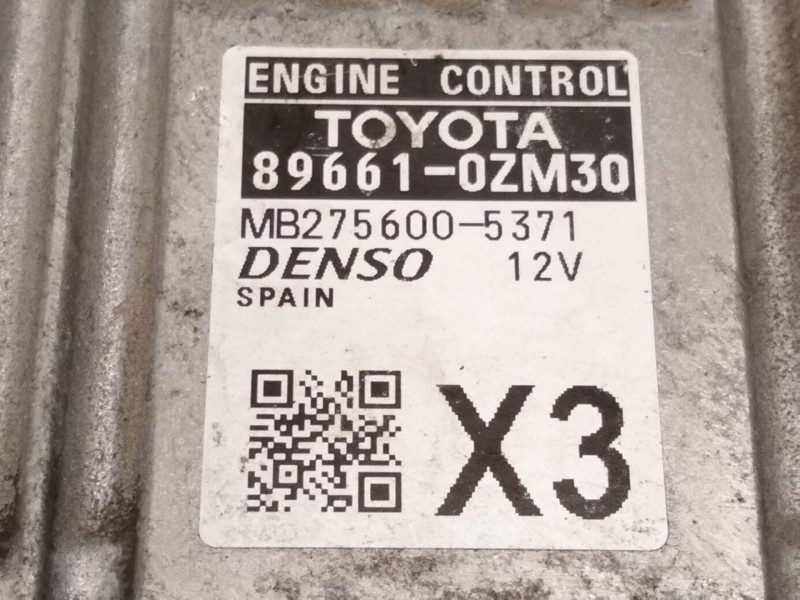 ENGINE CONTROL
TOYOTA
89661-0ZM30
MB275600-5371
DENSO 12V
SPAIN
X3